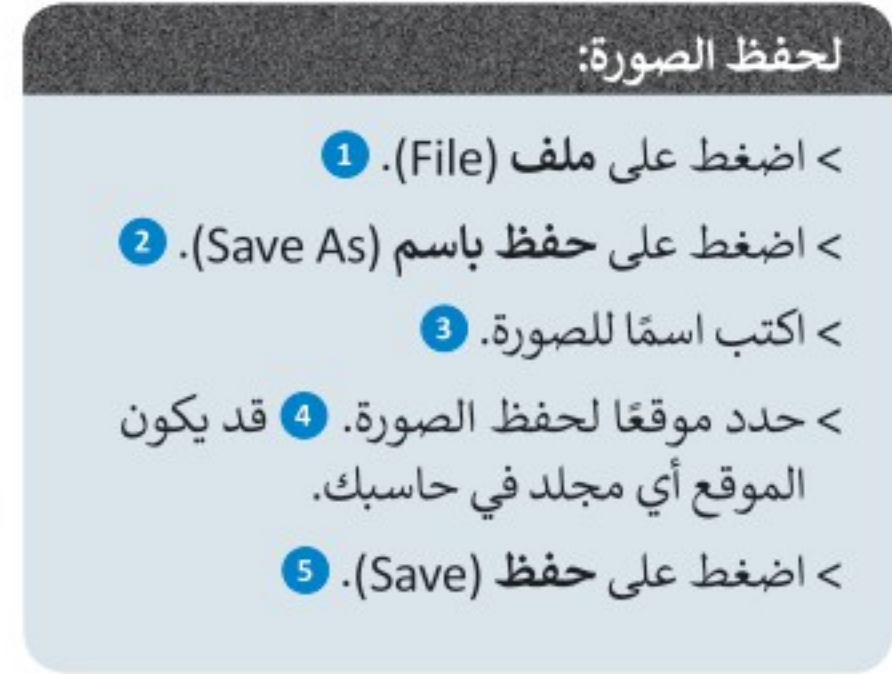 لحفظ الصورة:
> اضغط على ملف (File). 1
> اضغط على حفظ باسم (Save As). 2
> اكتب اسمًا للصورة. 3
> حدد موقعًا لحفظ الصورة. 4 قد يكون
الموقع أي مجلد في حاسبك.
> اضغط على حفظ (Save). 5